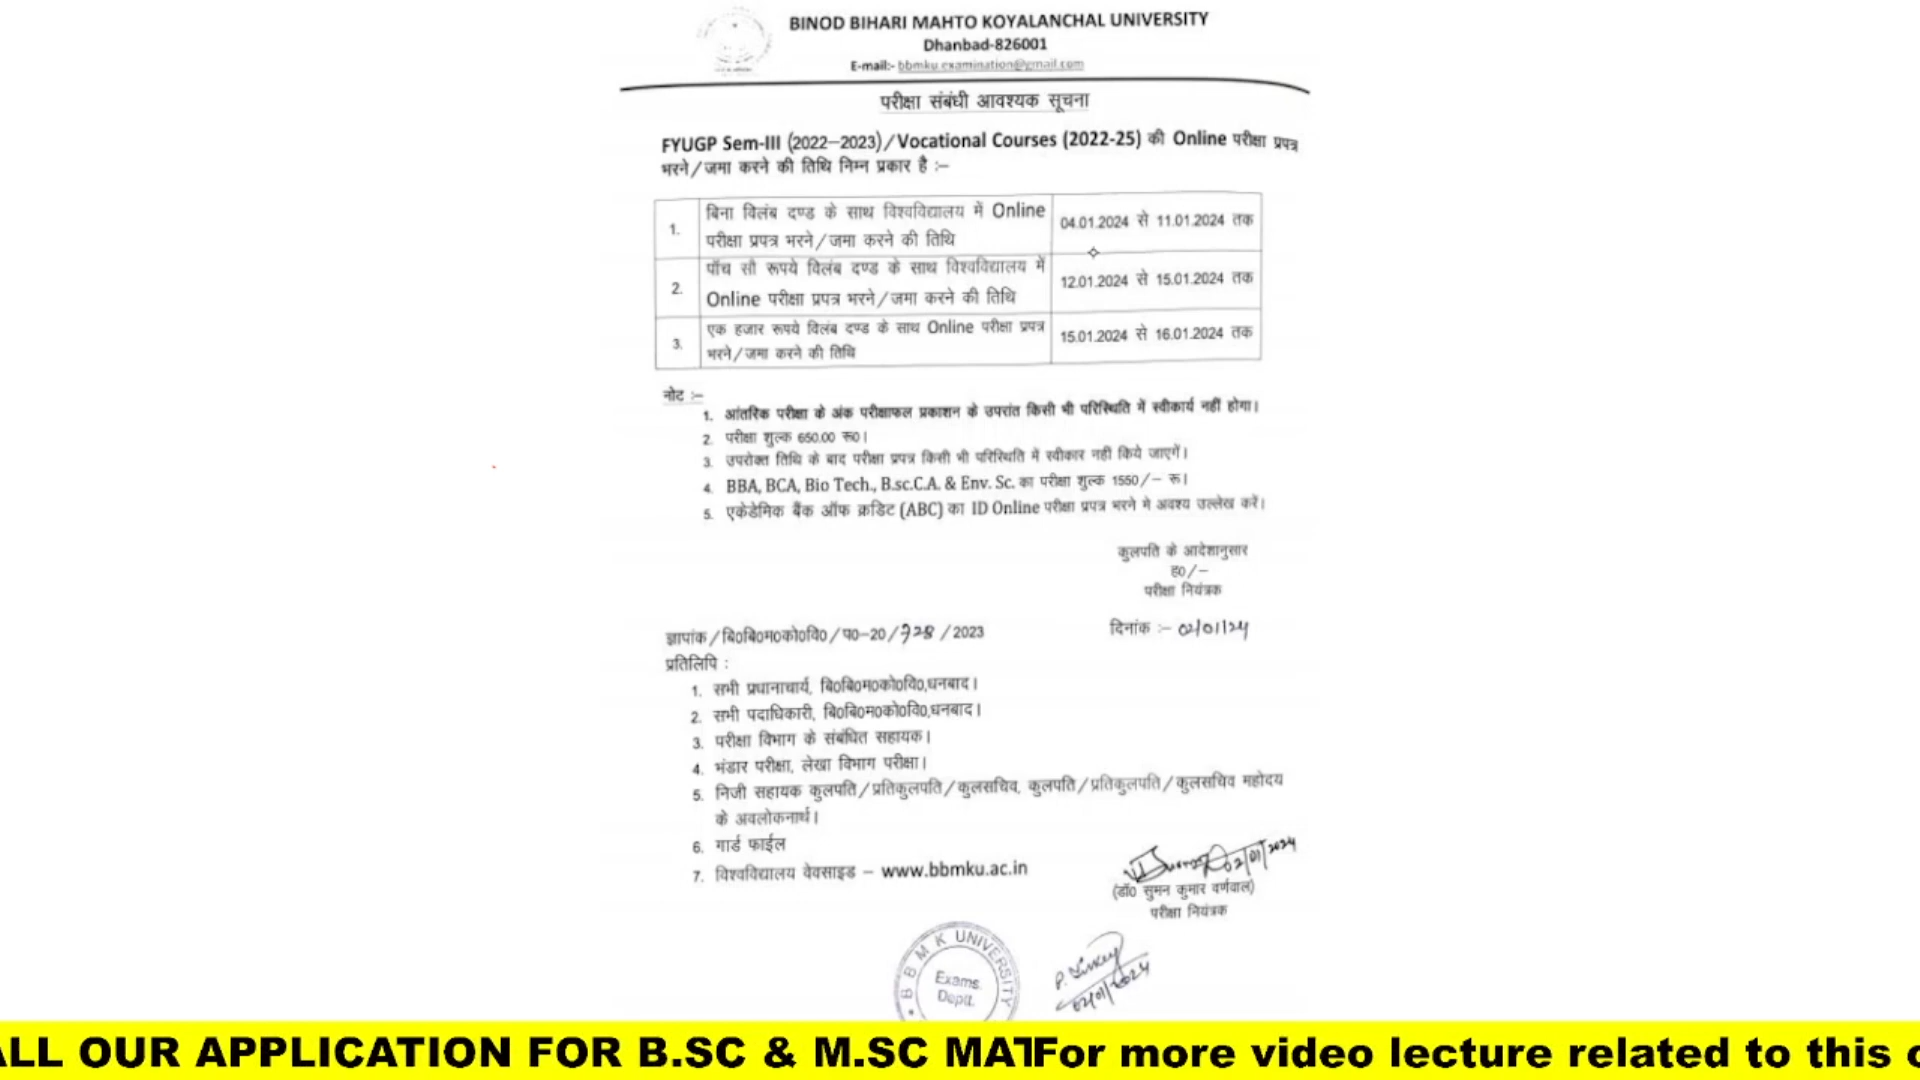 BINOD BIHARI MAHTO KOYALANCHAL UNIVERSITY
Dhanbad-826001
E-mail:- bbmku.examination@gmail.com
परीक्षा संबंधी आवश्यक सूचना
FYUGP Sem-III (2022–2023)/Vocational Courses (2022-25) की Online परीक्षा प्रपत्र
भरने/जमा करने की तिथि निम्न प्रकार है :–
1. बिना विलंब दण्ड के साथ विश्वविद्यालय में Online
परीक्षा प्रपत्र भरने/जमा करने की तिथि
04.01.2024 से 11.01.2024 तक
2. पॉच सौ रूपये विलंब दण्ड के साथ विश्वविद्यालय में
Online परीक्षा प्रपत्र भरने/जमा करने की तिथि
12.01.2024 से 15.01.2024 तक
3. एक हजार रूपये विलंब दण्ड के साथ Online परीक्षा प्रपत्र
भरने/जमा करने की तिथि
15.01.2024 से 16.01.2024 तक
नोट :–
1. आंतरिक परीक्षा के अंक परीक्षाफल प्रकाशन के उपरांत किसी भी परिस्थिति में स्वीकार्य नहीं होगा।
2. परीक्षा शुल्क 650.00 रू0।
3. उपरोक्त तिथि के बाद परीक्षा प्रपत्र किसी भी परिस्थिति में स्वीकार नहीं किये जाएगें।
4. BBA, BCA, Bio Tech., B.sc.C.A. & Env. Sc. का परीक्षा शुल्क 1550/– रू।
5. एकेडेमिक बैंक ऑफ क्रडिट (ABC) का ID Online परीक्षा प्रपत्र भरने मे अवश्य उल्लेख करें।
कुलपति के आदेशानुसार
ह0/–
परीक्षा नियंत्रक
ज्ञापांक/बि0बि0म0को0वि0/प0–20/728/2023
दिनांक :– 02/01/24
प्रतिलिपि :
1. सभी प्रधानाचार्य, बि0बि0म0को0वि0,धनबाद।
2. सभी पदाधिकारी, बि0बि0म0को0वि0,धनबाद।
3. परीक्षा विभाग के संबंधित सहायक।
4. भंडार परीक्षा, लेखा विभाग परीक्षा।
5. निजी सहायक कुलपति/प्रतिकुलपति/कुलसचिव, कुलपति/प्रतिकुलपति/कुलसचिव महोदय
के अवलोकनार्थ।
6. गार्ड फाईल
7. विश्वविद्यालय वेवसाइड – www.bbmku.ac.in
02/01/2024
(डॉ0 सुमन कुमार वर्णवाल)
परीक्षा नियंत्रक
B B M K UNIVERSITY
Exams.
Deptt.
02/01/2024
ALL OUR APPLICATION FOR B.SC & M.SC MAT
For more video lecture related to this c